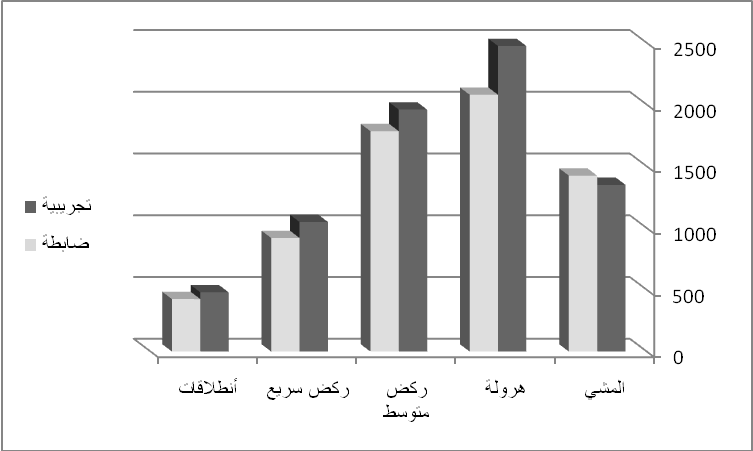 2500
2000
1500
1000
500
0
المشي
هرولة
ركض
متوسط
ركض سريع
أنطلاقات
تجريبية
ضابطة